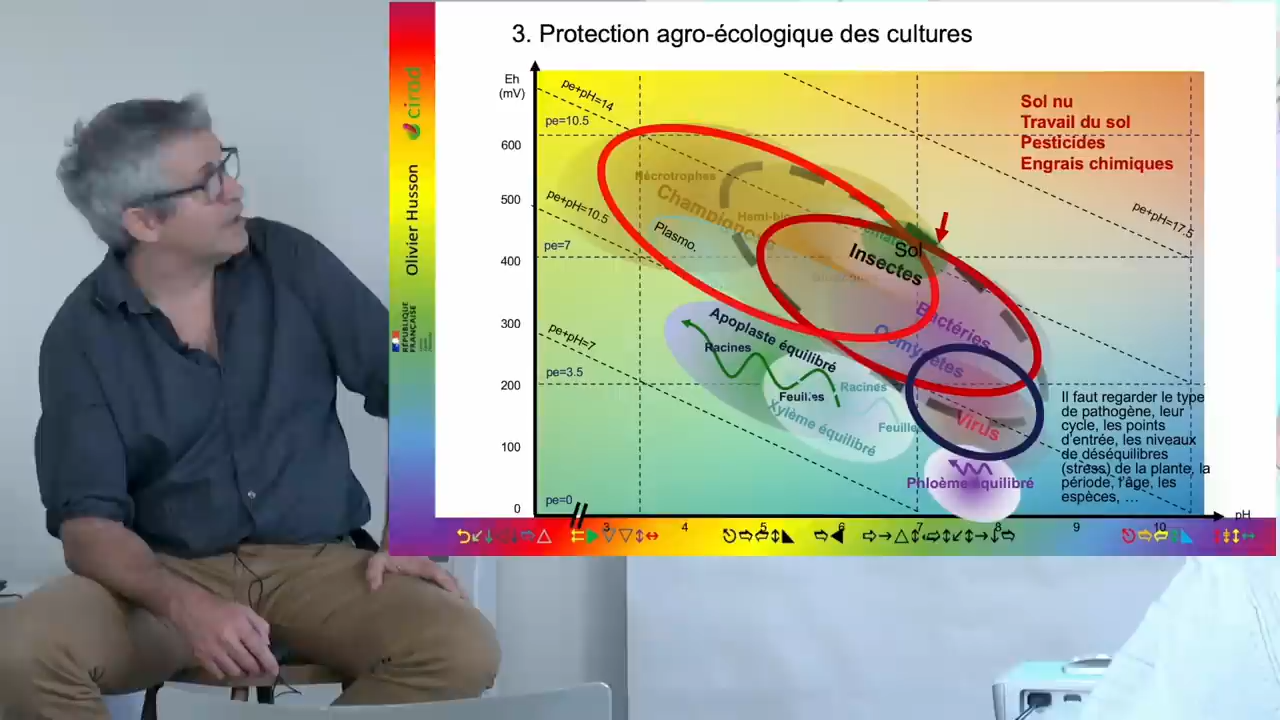 3. Protection agro-écologique des cultures
cirad
Olivier Husson
RÉPUBLIQUE
FRANÇAISE
Eh
(mV)
600
500
400
300
200
100
0
pe+pH=14
pe=10.5
pe+pH=10.5
pe=7
pe+pH=7
pe=3.5
pe=0
pe+pH=17.5
Sol nu
Travail du sol
Pesticides
Engrais chimiques
Nécrotrophes
Champignons
Plasmo.
Sol
Insectes
Bactéries
Oomycètes
Virus
Apoplaste équilibré
Racines
Feuilles
Xylème équilibré
Racines
Feuilles
Phloème équilibré
Il faut regarder le type
de pathogène, leur
cycle, les points
d'entrée, les niveaux
de déséquilibres
(stress) de la plante, la
période, l'âge, les
espèces, …
3 4 5 6 7 8 9 10
pH